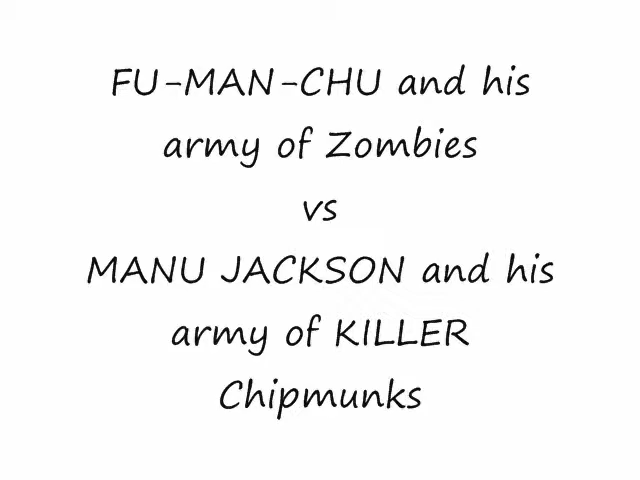 FU-MAN-CHU and his
army of Zombies
vs
MANU JACKSON and his
army of KILLER
Chipmunks